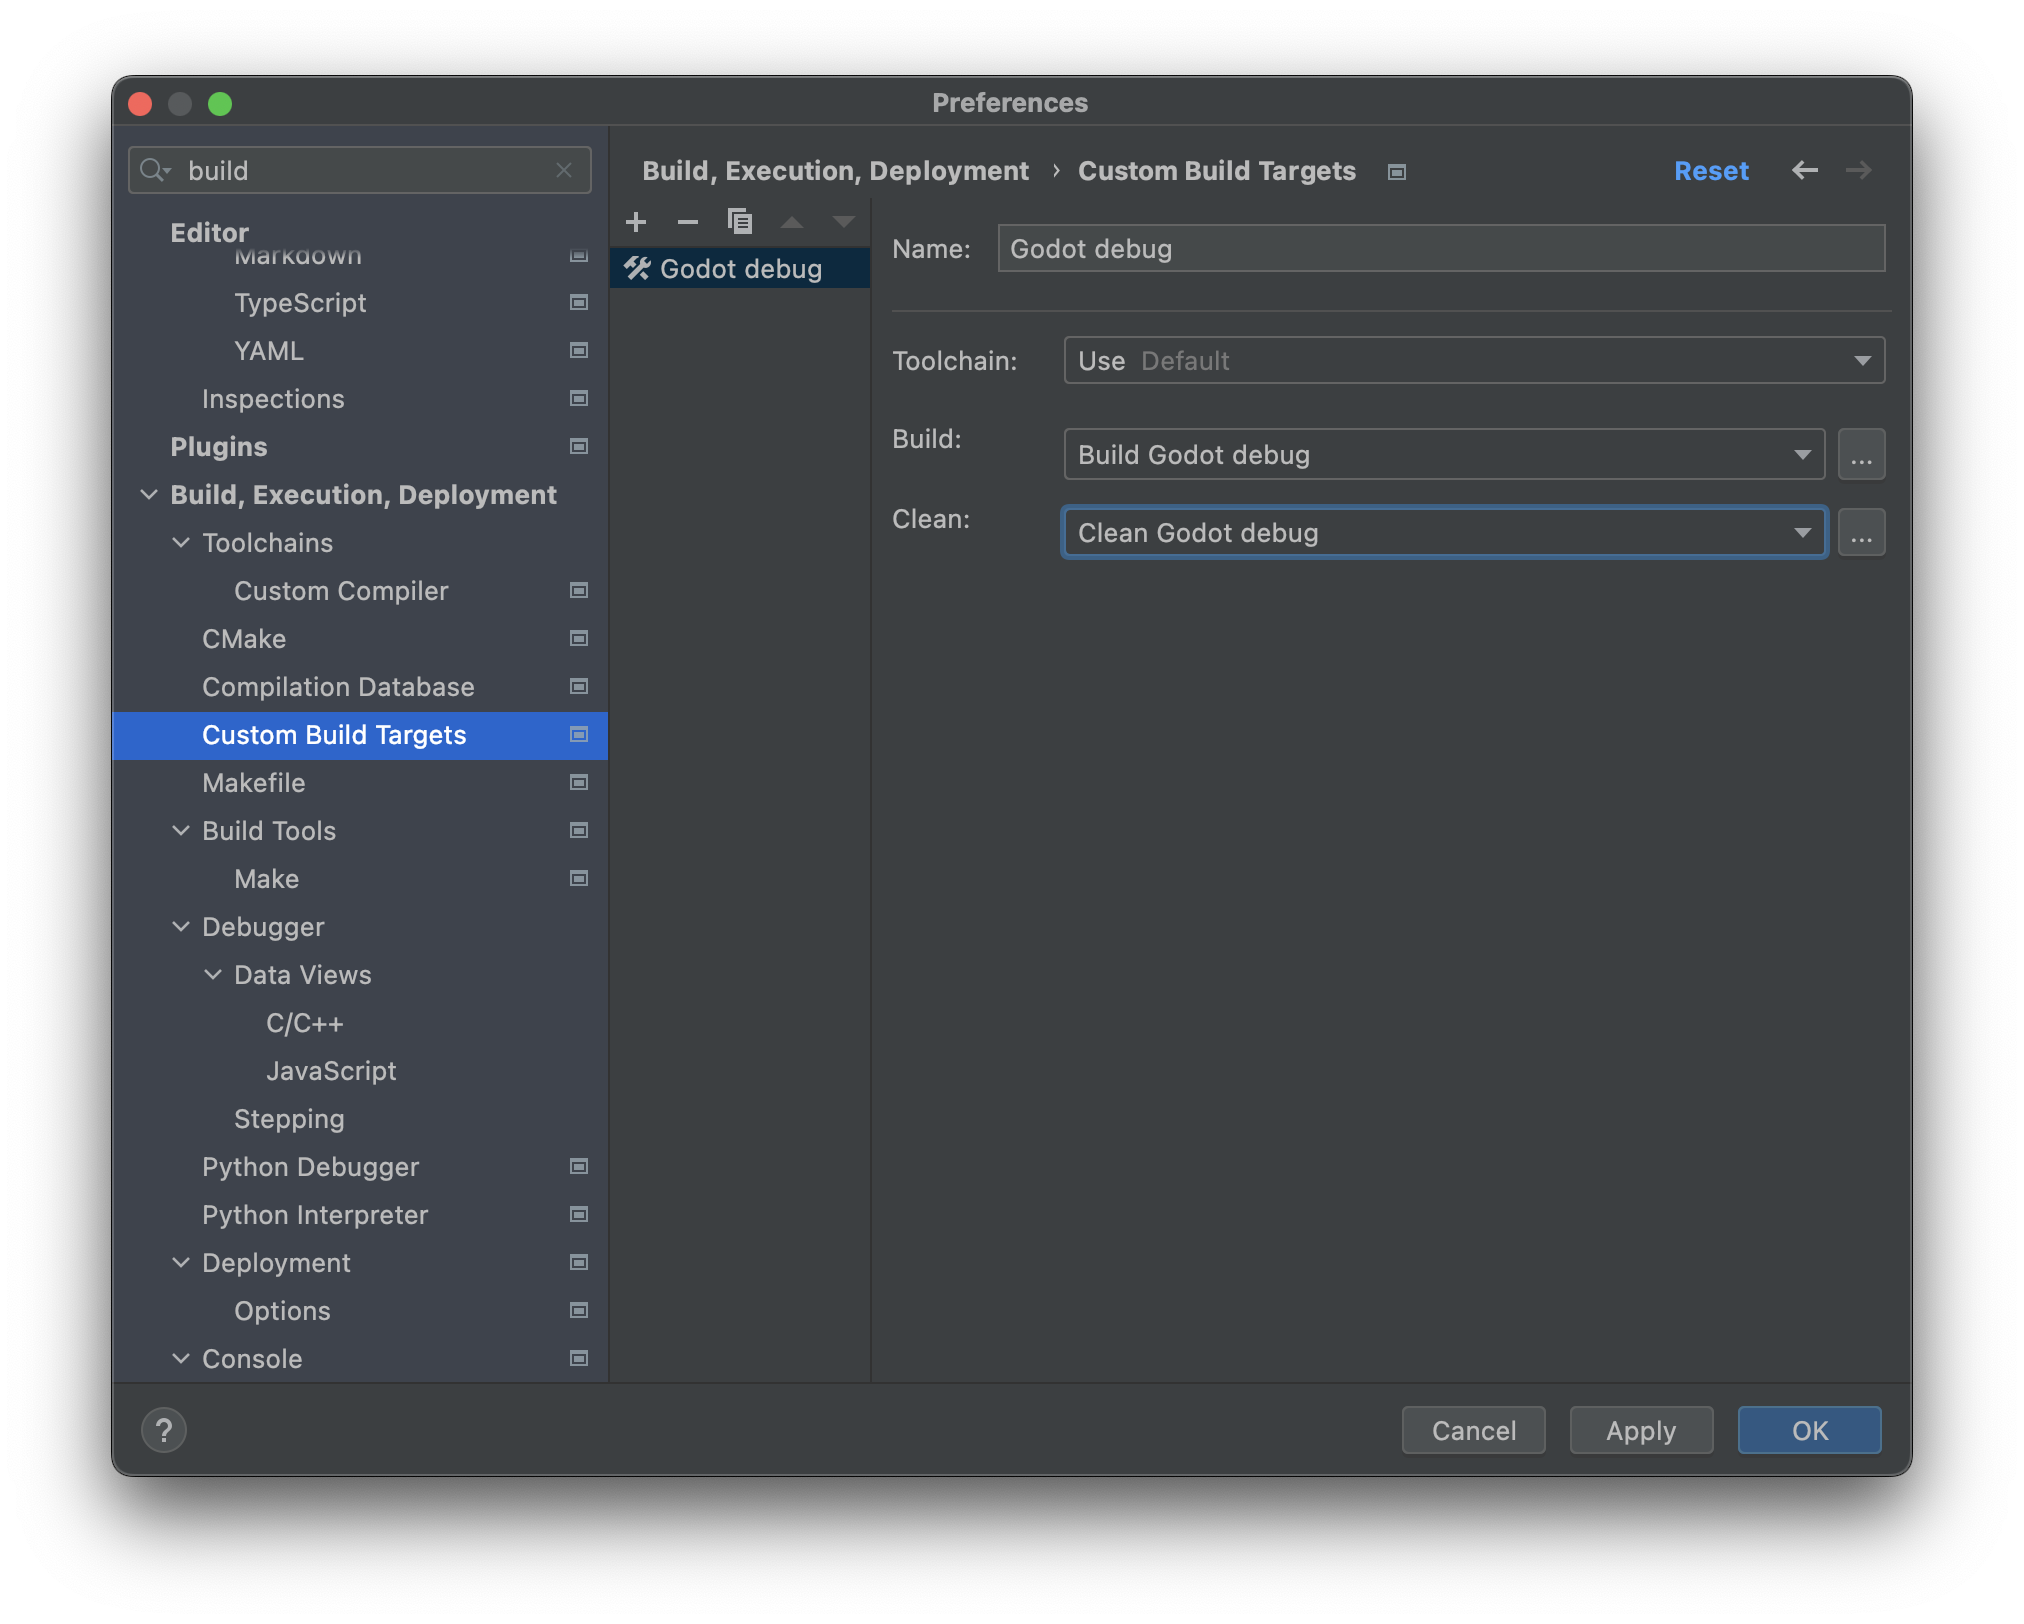 Preferences
build
Editor
Markdown
TypeScript
YAML
Inspections
Plugins
Build, Execution, Deployment
Toolchains
Custom Compiler
CMake
Compilation Database
Custom Build Targets
Makefile
Build Tools
Make
Debugger
Data Views
C/C++
JavaScript
Stepping
Python Debugger
Python Interpreter
Deployment
Options
Console
Build, Execution, Deployment › Custom Build Targets
Reset
Godot debug
Name: Godot debug
Toolchain: Use Default
Build: Build Godot debug ...
Clean: Clean Godot debug ...
?
Cancel
Apply
OK